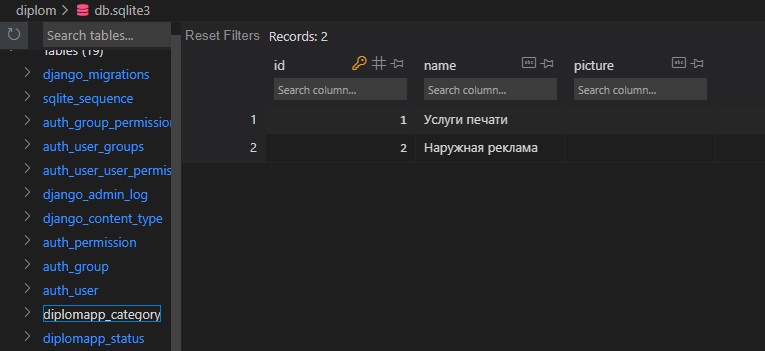 diplom > db.sqlite3
Search tables...
Tables (19)
django_migrations
sqlite_sequence
auth_group_permission
auth_user_groups
auth_user_user_permis
django_admin_log
django_content_type
auth_permission
auth_group
auth_user
diplomapp_category
diplomapp_status
Reset Filters Records: 2
id name picture
Search column... Search column... Search column...
1 1 Услуги печати
2 2 Наружная реклама